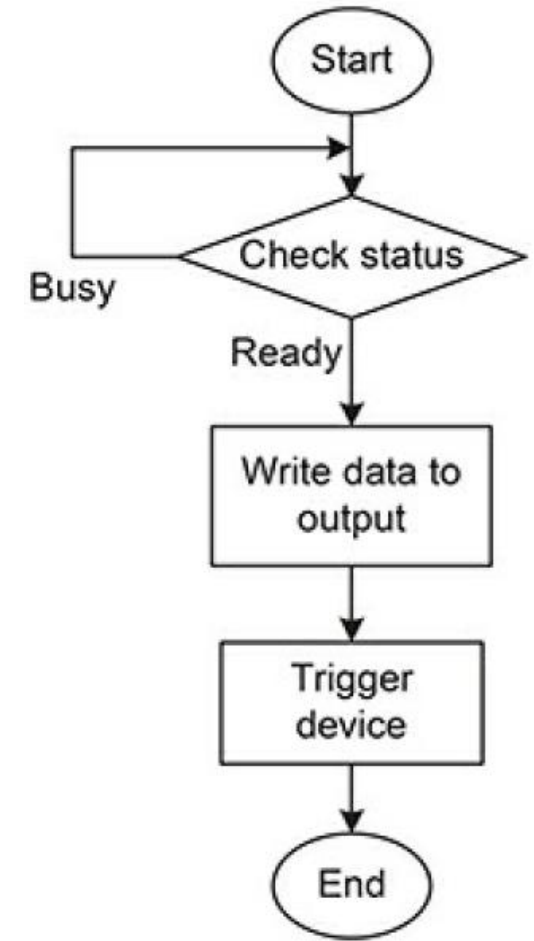 Start
Check status
Busy
Ready
Write data to
output
Trigger
device
End